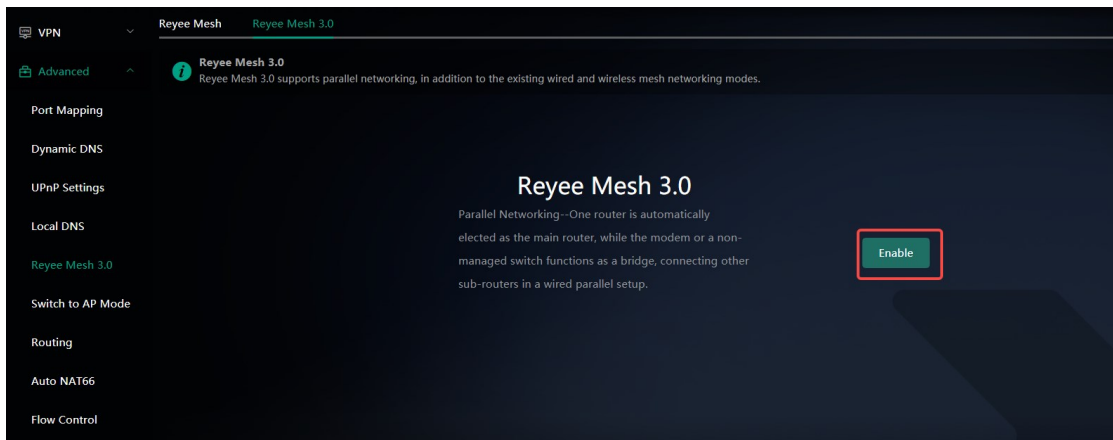 VPN
Advanced
Port Mapping
Dynamic DNS
UPnP Settings
Local DNS
Reyee Mesh 3.0
Switch to AP Mode
Routing
Auto NAT66
Flow Control
Reyee Mesh
Reyee Mesh 3.0
Reyee Mesh 3.0
Reyee Mesh 3.0 supports parallel networking, in addition to the existing wired and wireless mesh networking modes.
Reyee Mesh 3.0
Parallel Networking--One router is automatically
elected as the main router, while the modem or a non-
managed switch functions as a bridge, connecting other
sub-routers in a wired parallel setup.
Enable